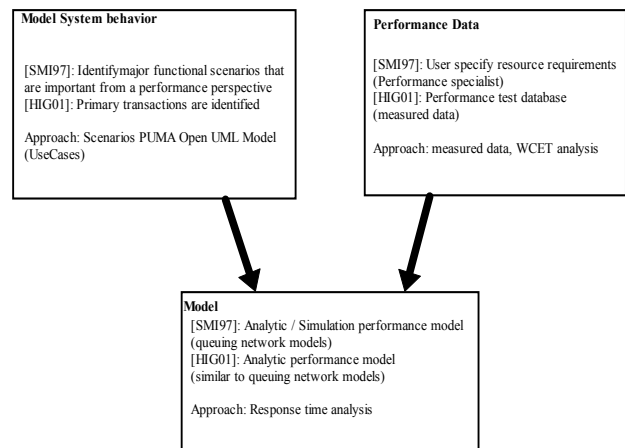 Model System behavior
[SMI97]: Identifymajor functional scenarios that
are important from a performance perspective
[HIG01]: Primary transactions are identified
Approach: Scenarios PUMA Open UML Model
(UseCases)
Performance Data
[SMI97]: User specify resource requirements
(Performance specialist)
[HIG01]: Performance test database
(measured data)
Approach: measured data, WCET analysis
Model
[SMI97]: Analytic / Simulation performance model
(queuing network models)
[HIG01]: Analytic performance model
(similar to queuing network models)
Approach: Response time analysis